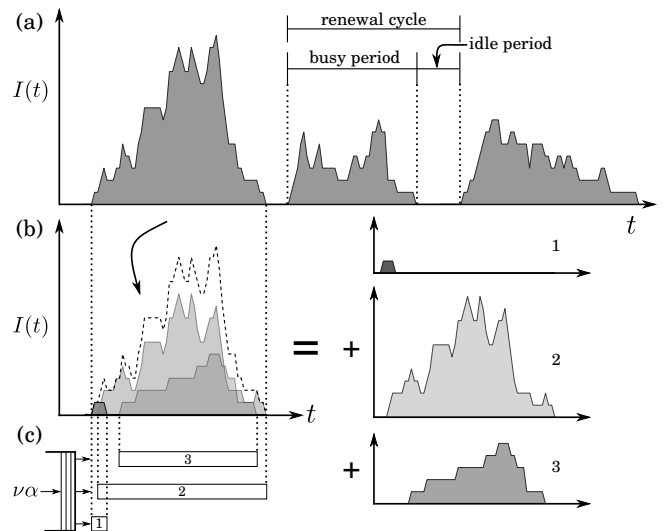 (a)
renewal cycle
idle period
busy period
I(t)
t
(b)
1
I(t)
=
+
2
t
(c)
3
+
3
να
2
1